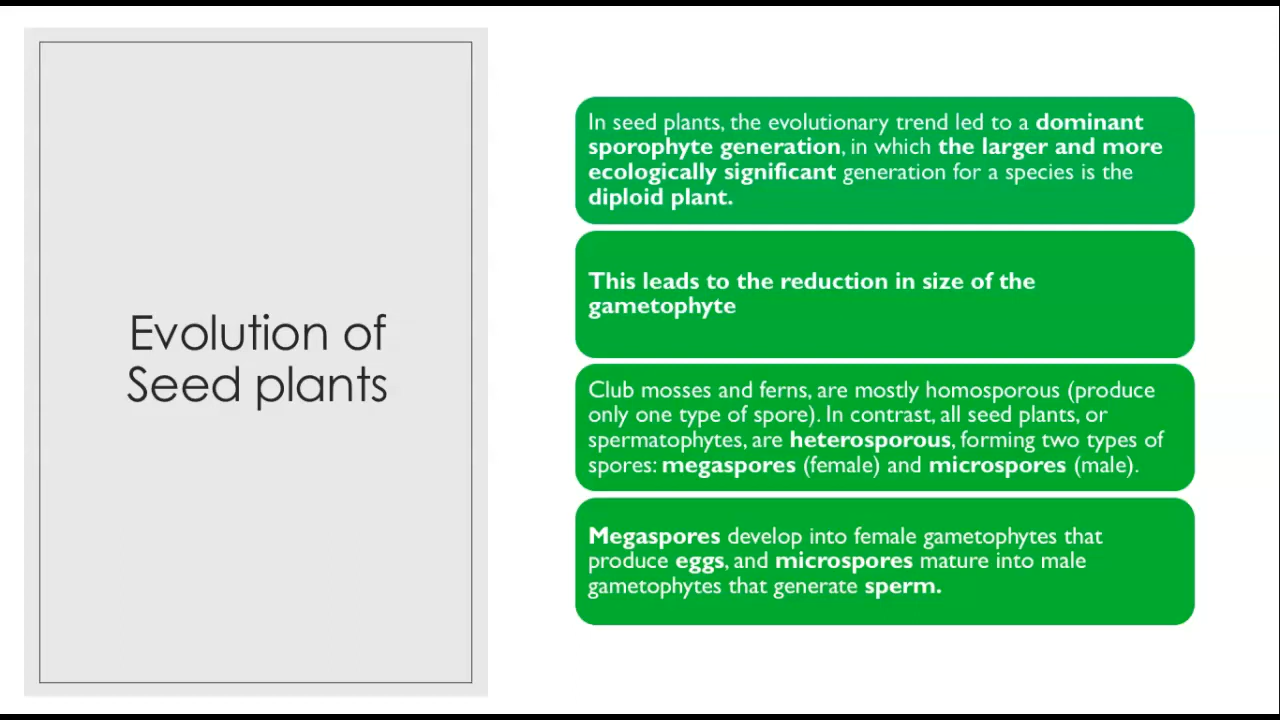 Evolution of
Seed plants
In seed plants, the evolutionary trend led to a dominant
sporophyte generation, in which the larger and more
ecologically significant generation for a species is the
diploid plant.
This leads to the reduction in size of the
gametophyte
Club mosses and ferns, are mostly homosporous (produce
only one type of spore). In contrast, all seed plants, or
spermatophytes, are heterosporous, forming two types of
spores: megaspores (female) and microspores (male).
Megaspores develop into female gametophytes that
produce eggs, and microspores mature into male
gametophytes that generate sperm.